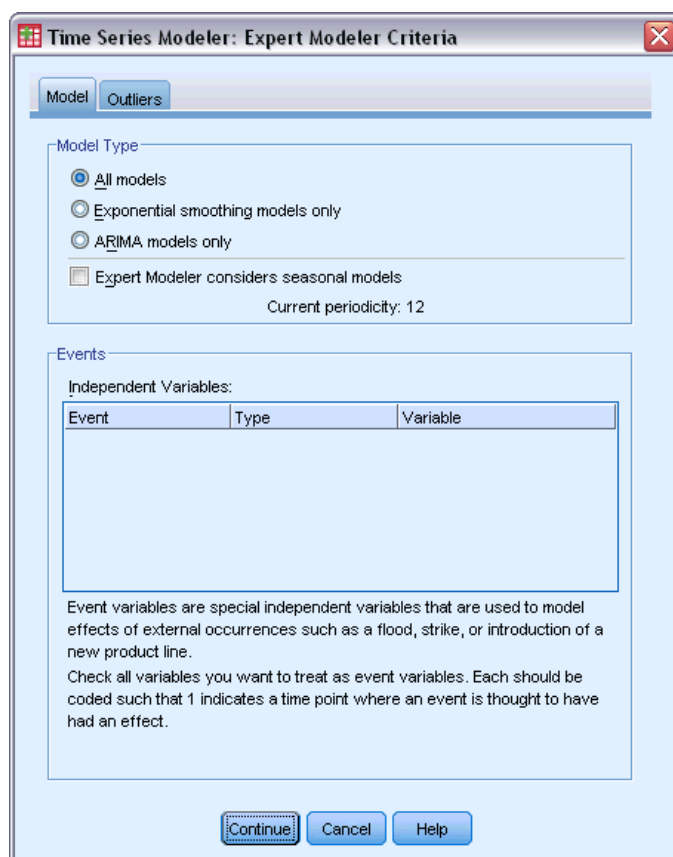 Time Series Modeler: Expert Modeler Criteria
Model Outliers
Model Type
All models
Exponential smoothing models only
ARIMA models only
Expert Modeler considers seasonal models
Current periodicity: 12
Events
Independent Variables:
Event Type Variable
Event variables are special independent variables that are used to model
effects of external occurrences such as a flood, strike, or introduction of a
new product line.
Check all variables you want to treat as event variables. Each should be
coded such that 1 indicates a time point where an event is thought to have
had an effect.
Continue Cancel Help